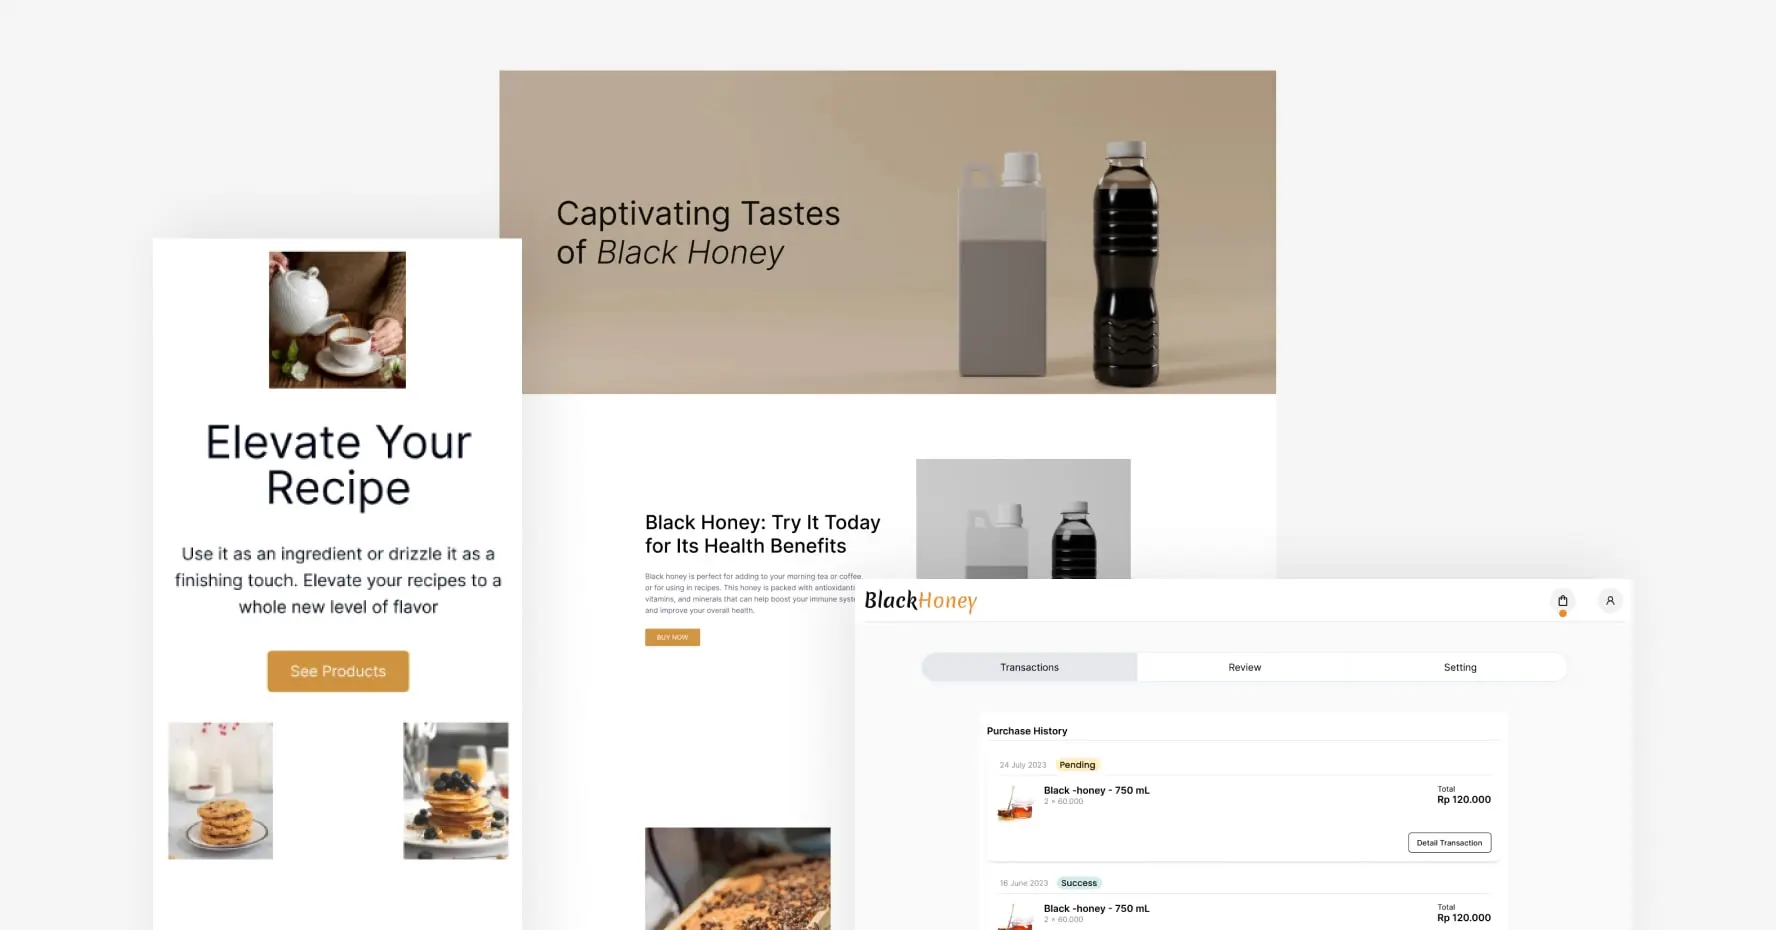 Captivating Tastes
of Black Honey
Elevate Your
Recipe
Use it as an ingredient or drizzle it as a
finishing touch. Elevate your recipes to a
whole new level of flavor
See Products
Black Honey: Try It Today
for Its Health Benefits
Black honey is perfect for adding to your morning tea or coffee,
or for using in recipes. This honey is packed with antioxidants
vitamins, and minerals that can help boost your immune syste
and improve your overall health.
BUY NOW
BlackHoney
Transactions
Review
Setting
Purchase History
24 July 2023
Pending
Black -honey - 750 mL
2 × 60.000
Total
Rp 120.000
Detail Transaction
16 June 2023
Success
Black -honey - 750 mL
2 × 60.000
Total
Rp 120.000